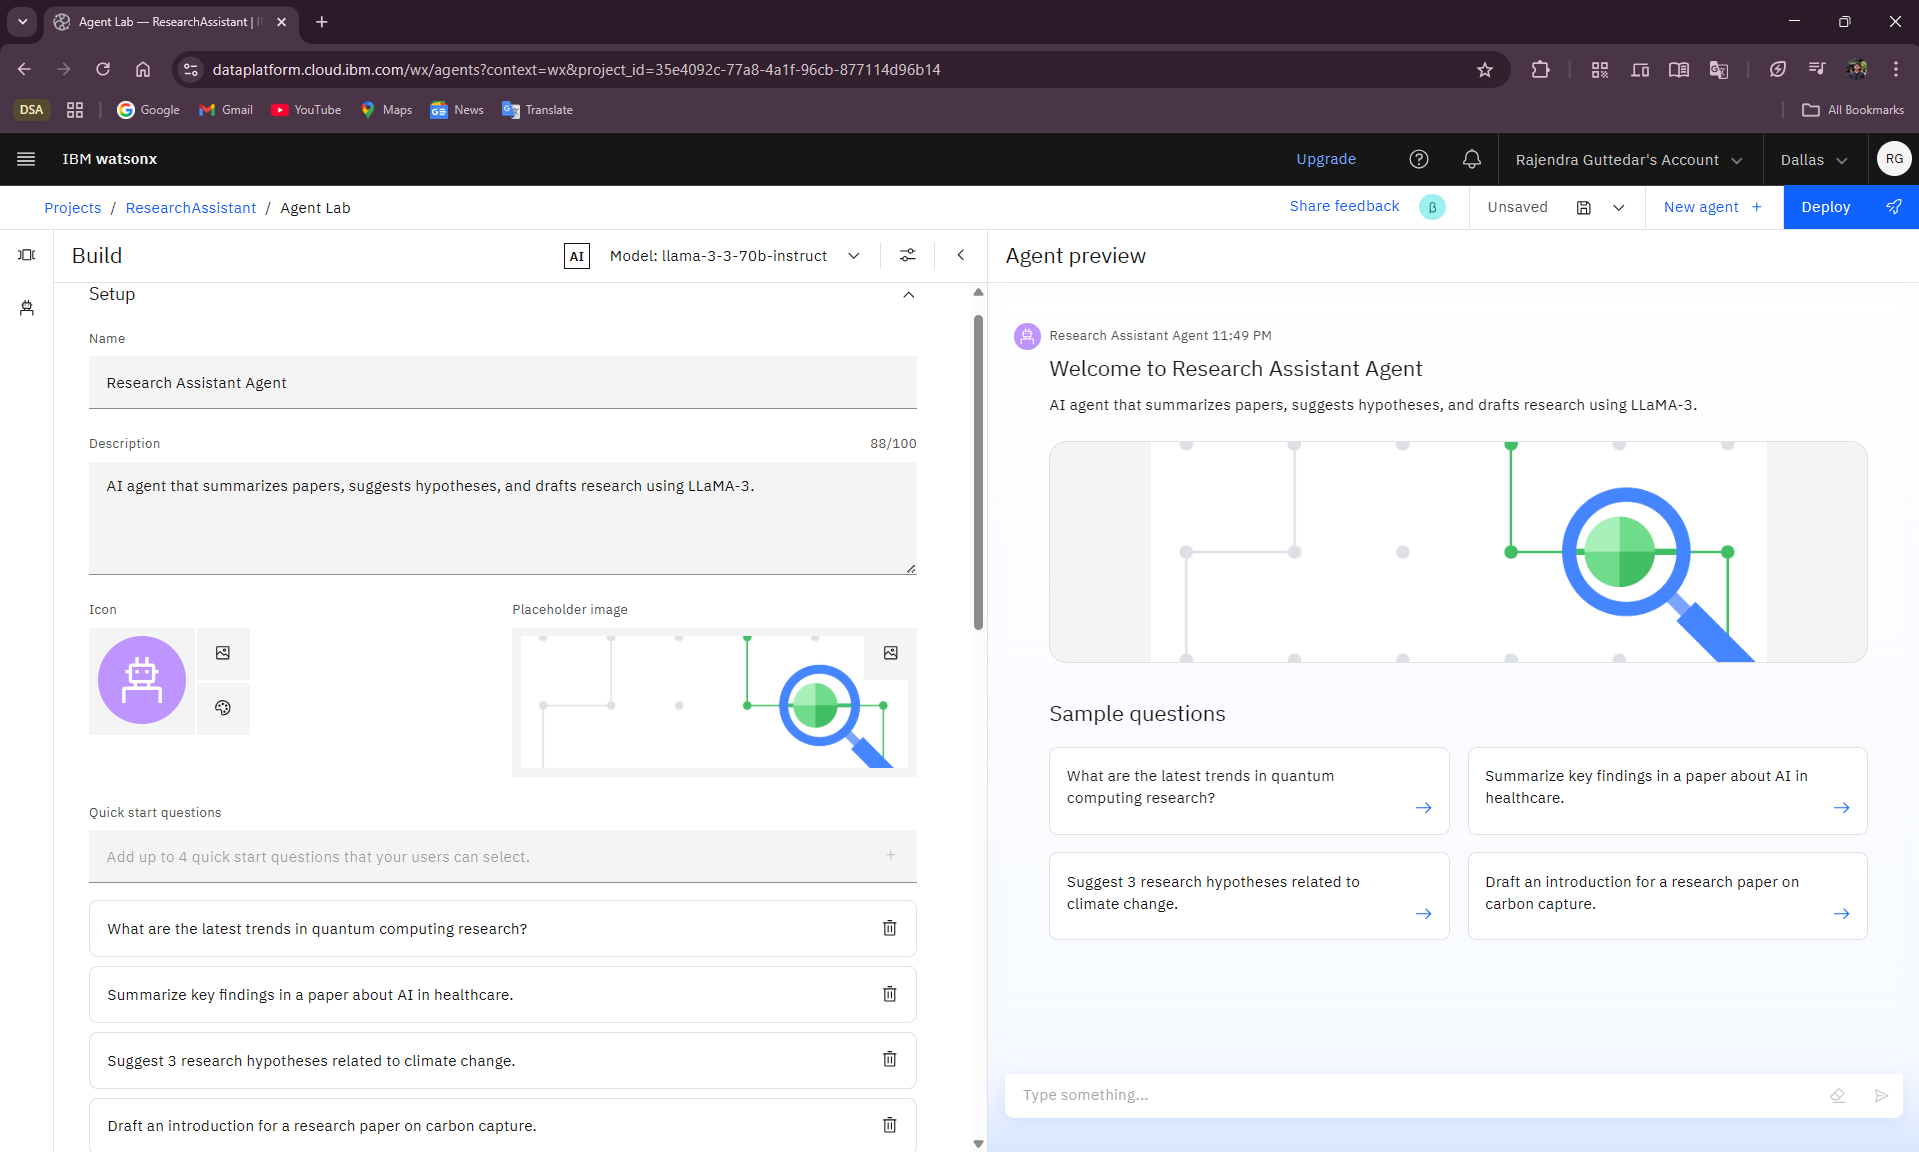 Agent Lab — ResearchAssistant |
dataplatform.cloud.ibm.com/wx/agents?context=wx&project_id=35e4092c-77a8-4a1f-96cb-877114d96b14
DSA
Google
Gmail
YouTube
Maps
News
Translate
All Bookmarks
IBM watsonx
Upgrade
Rajendra Guttedar's Account
Dallas
RG
Projects / ResearchAssistant / Agent Lab
Share feedback
β
Unsaved
New agent +
Deploy
Build
AI
Model: llama-3-3-70b-instruct
Setup
Name
Research Assistant Agent
Description
88/100
AI agent that summarizes papers, suggests hypotheses, and drafts research using LLaMA-3.
Icon
Placeholder image
Quick start questions
Add up to 4 quick start questions that your users can select.
What are the latest trends in quantum computing research?
Summarize key findings in a paper about AI in healthcare.
Suggest 3 research hypotheses related to climate change.
Draft an introduction for a research paper on carbon capture.
Agent preview
Research Assistant Agent 11:49 PM
Welcome to Research Assistant Agent
AI agent that summarizes papers, suggests hypotheses, and drafts research using LLaMA-3.
Sample questions
What are the latest trends in quantum
computing research?
Summarize key findings in a paper about AI in
healthcare.
Suggest 3 research hypotheses related to
climate change.
Draft an introduction for a research paper on
carbon capture.
Type something...